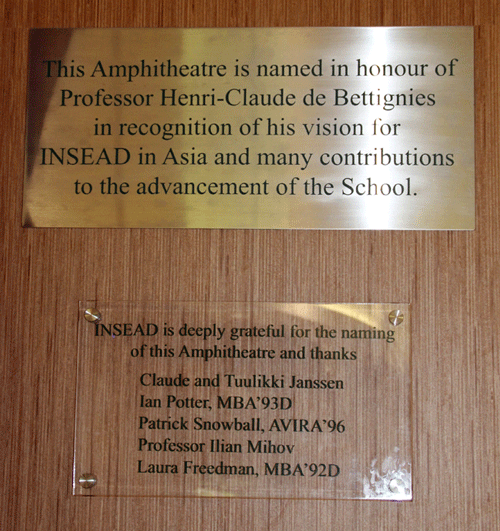 This Amphitheatre is named in honour of
Professor Henri-Claude de Bettignies
in recognition of his vision for
INSEAD in Asia and many contributions
to the advancement of the School.
INSEAD is deeply grateful for the naming
of this Amphitheatre and thanks
Claude and Tuulikki Janssen
Ian Potter, MBA'93D
Patrick Snowball, AVIRA'96
Professor Ilian Mihov
Laura Freedman, MBA'92D